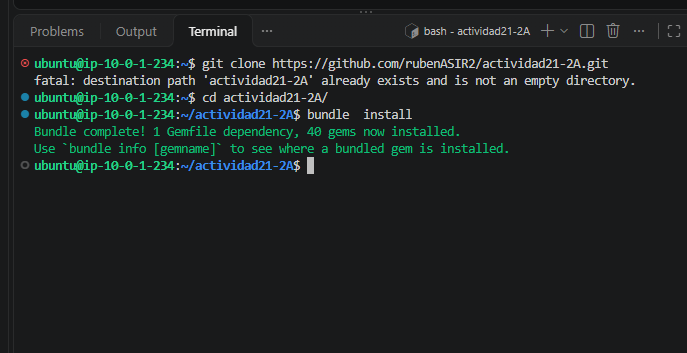 Problems Output Terminal ··· bash - actividad21-2A
ubuntu@ip-10-0-1-234:~$ git clone https://github.com/rubenASIR2/actividad21-2A.git
fatal: destination path 'actividad21-2A' already exists and is not an empty directory.
ubuntu@ip-10-0-1-234:~$ cd actividad21-2A/
ubuntu@ip-10-0-1-234:~/actividad21-2A$ bundle  install
Bundle complete! 1 Gemfile dependency, 40 gems now installed.
Use `bundle info [gemname]` to see where a bundled gem is installed.
ubuntu@ip-10-0-1-234:~/actividad21-2A$